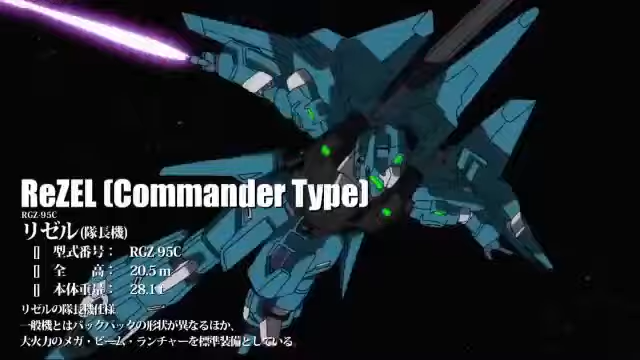 ReZEL (Commander Type)
RGZ-95C
リゼル(隊長機)
[] 型式番号： RGZ-95C
[] 全　　高： 20.5m
[] 本体重量： 28.1t
リゼルの隊長機仕様
一般機とはバックパックの形状が異なるほか、
大火力のメガ・ビーム・ランチャーを標準装備としている